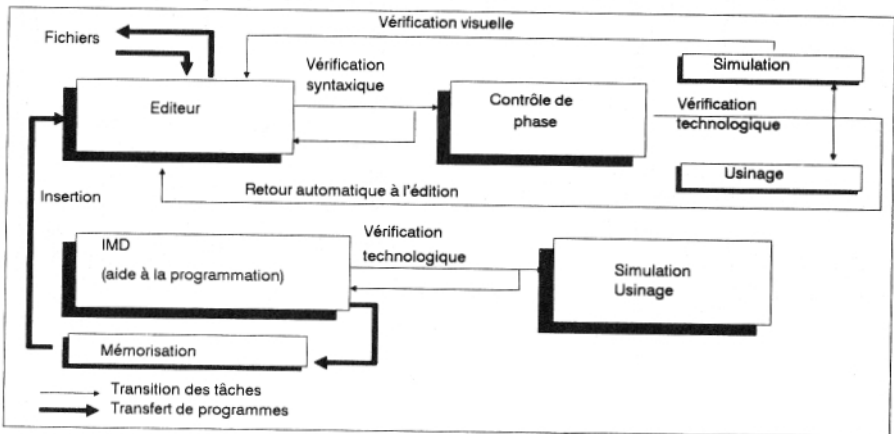 Vérification visuelle
Fichiers
Vérification
syntaxique
Simulation
Editeur
Contrôle de
phase
Vérification
technologique
Usinage
Insertion
Retour automatique à l'édition
IMD
(aide à la programmation)
Vérification
technologique
Simulation
Usinage
Mémorisation
Transition des tâches
Transfert de programmes